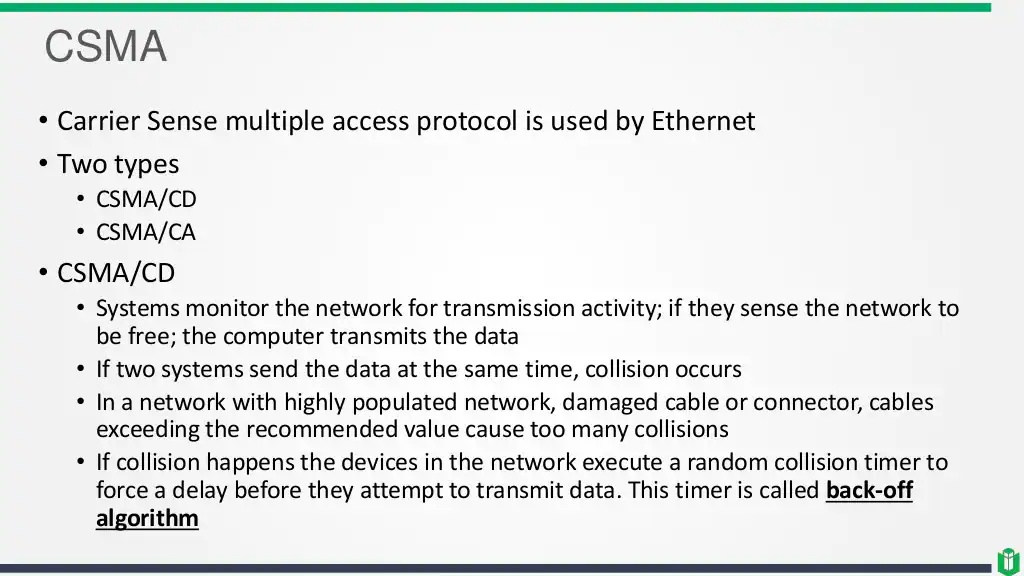 CSMA
• Carrier Sense multiple access protocol is used by Ethernet
• Two types
• CSMA/CD
• CSMA/CA
• CSMA/CD
• Systems monitor the network for transmission activity; if they sense the network to
be free; the computer transmits the data
• If two systems send the data at the same time, collision occurs
• In a network with highly populated network, damaged cable or connector, cables
exceeding the recommended value cause too many collisions
• If collision happens the devices in the network execute a random collision timer to
force a delay before they attempt to transmit data. This timer is called back-off
algorithm